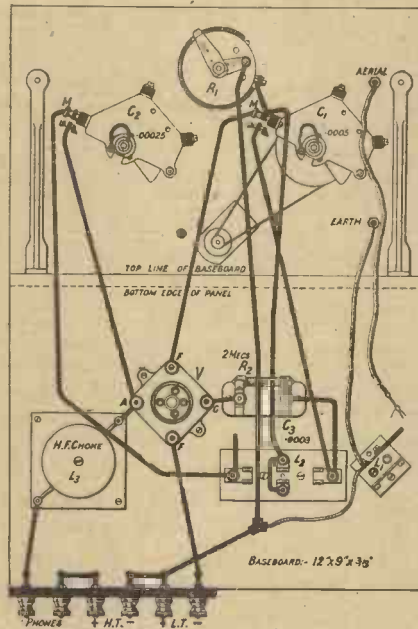 R1
AERIAL
M
C2
.00025
M
C1
.0005
EARTH
TOP LINE OF BASEBOARD
BOTTOM EDGE OF PANEL
F
V
2 MEGS
R2
A
G
C3
.0003
H.F. CHOKE
L3
F
L2
L1
BASEBOARD:- 12"x 9"x 3/8"
PHONES + H.T. - + L.T. -